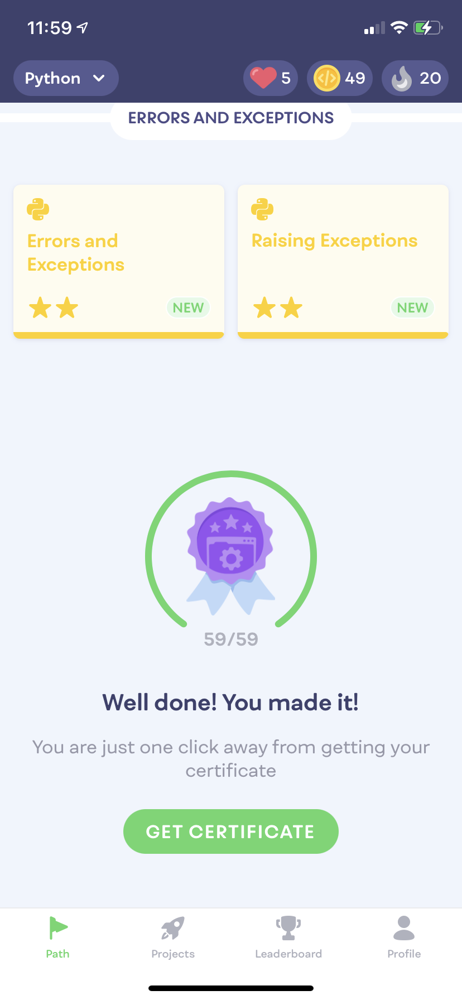 11:59
Python 5 49 20
ERRORS AND EXCEPTIONS
Errors and
Exceptions
NEW
Raising Exceptions
NEW
59/59
Well done! You made it!
You are just one click away from getting your
certificate
GET CERTIFICATE
Path Projects Leaderboard Profile